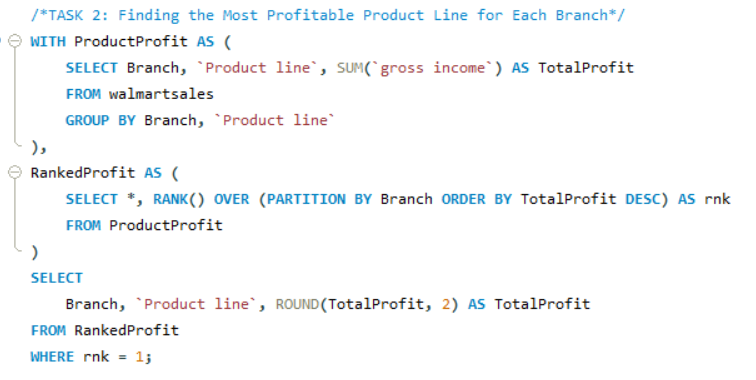 /*TASK 2: Finding the Most Profitable Product Line for Each Branch*/
WITH ProductProfit AS (
SELECT Branch, `Product line`, SUM(`gross income`) AS TotalProfit
FROM walmartsales
GROUP BY Branch, `Product line`
),
RankedProfit AS (
SELECT *, RANK() OVER (PARTITION BY Branch ORDER BY TotalProfit DESC) AS rnk
FROM ProductProfit
)
SELECT
Branch, `Product line`, ROUND(TotalProfit, 2) AS TotalProfit
FROM RankedProfit
WHERE rnk = 1;